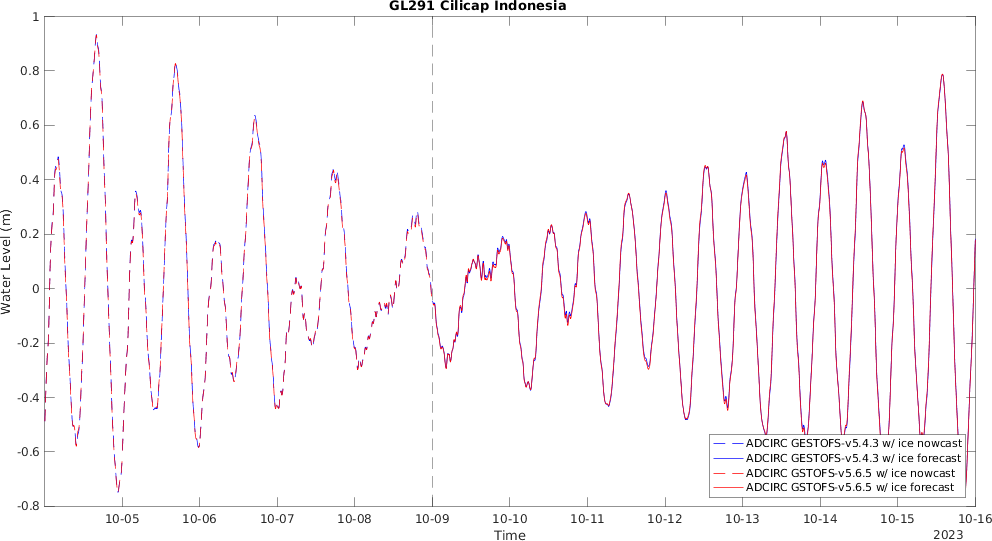 GL291 Cilicap Indonesia
1
0.8
0.6
0.4
0.2
0
-0.2
-0.4
-0.6
-0.8
Water Level (m)
ADCIRC GESTOFS-v5.4.3 w/ ice nowcast
ADCIRC GESTOFS-v5.4.3 w/ ice forecast
ADCIRC GSTOFS-v5.6.5 w/ ice nowcast
ADCIRC GSTOFS-v5.6.5 w/ ice forecast
10-05 10-06 10-07 10-08 10-09 10-10 10-11 10-12 10-13 10-14 10-15 10-16
Time
2023